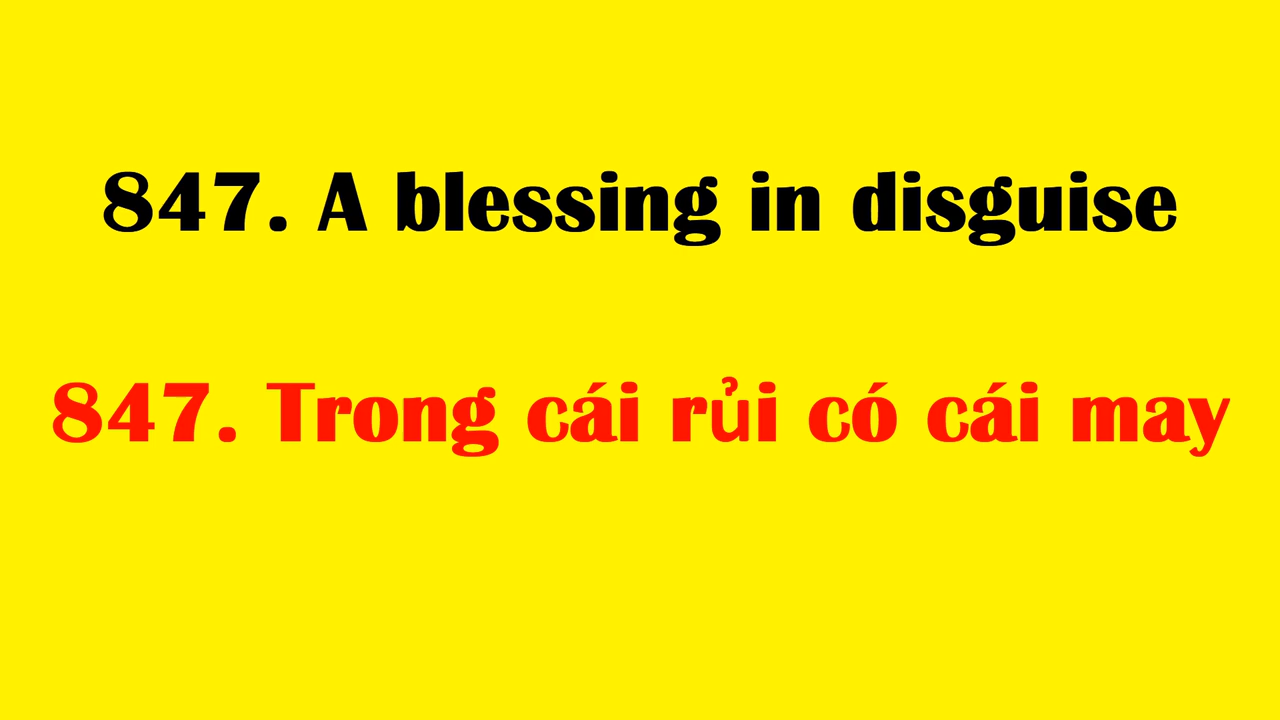 847. A blessing in disguise
847. Trong cái rủi có cái may